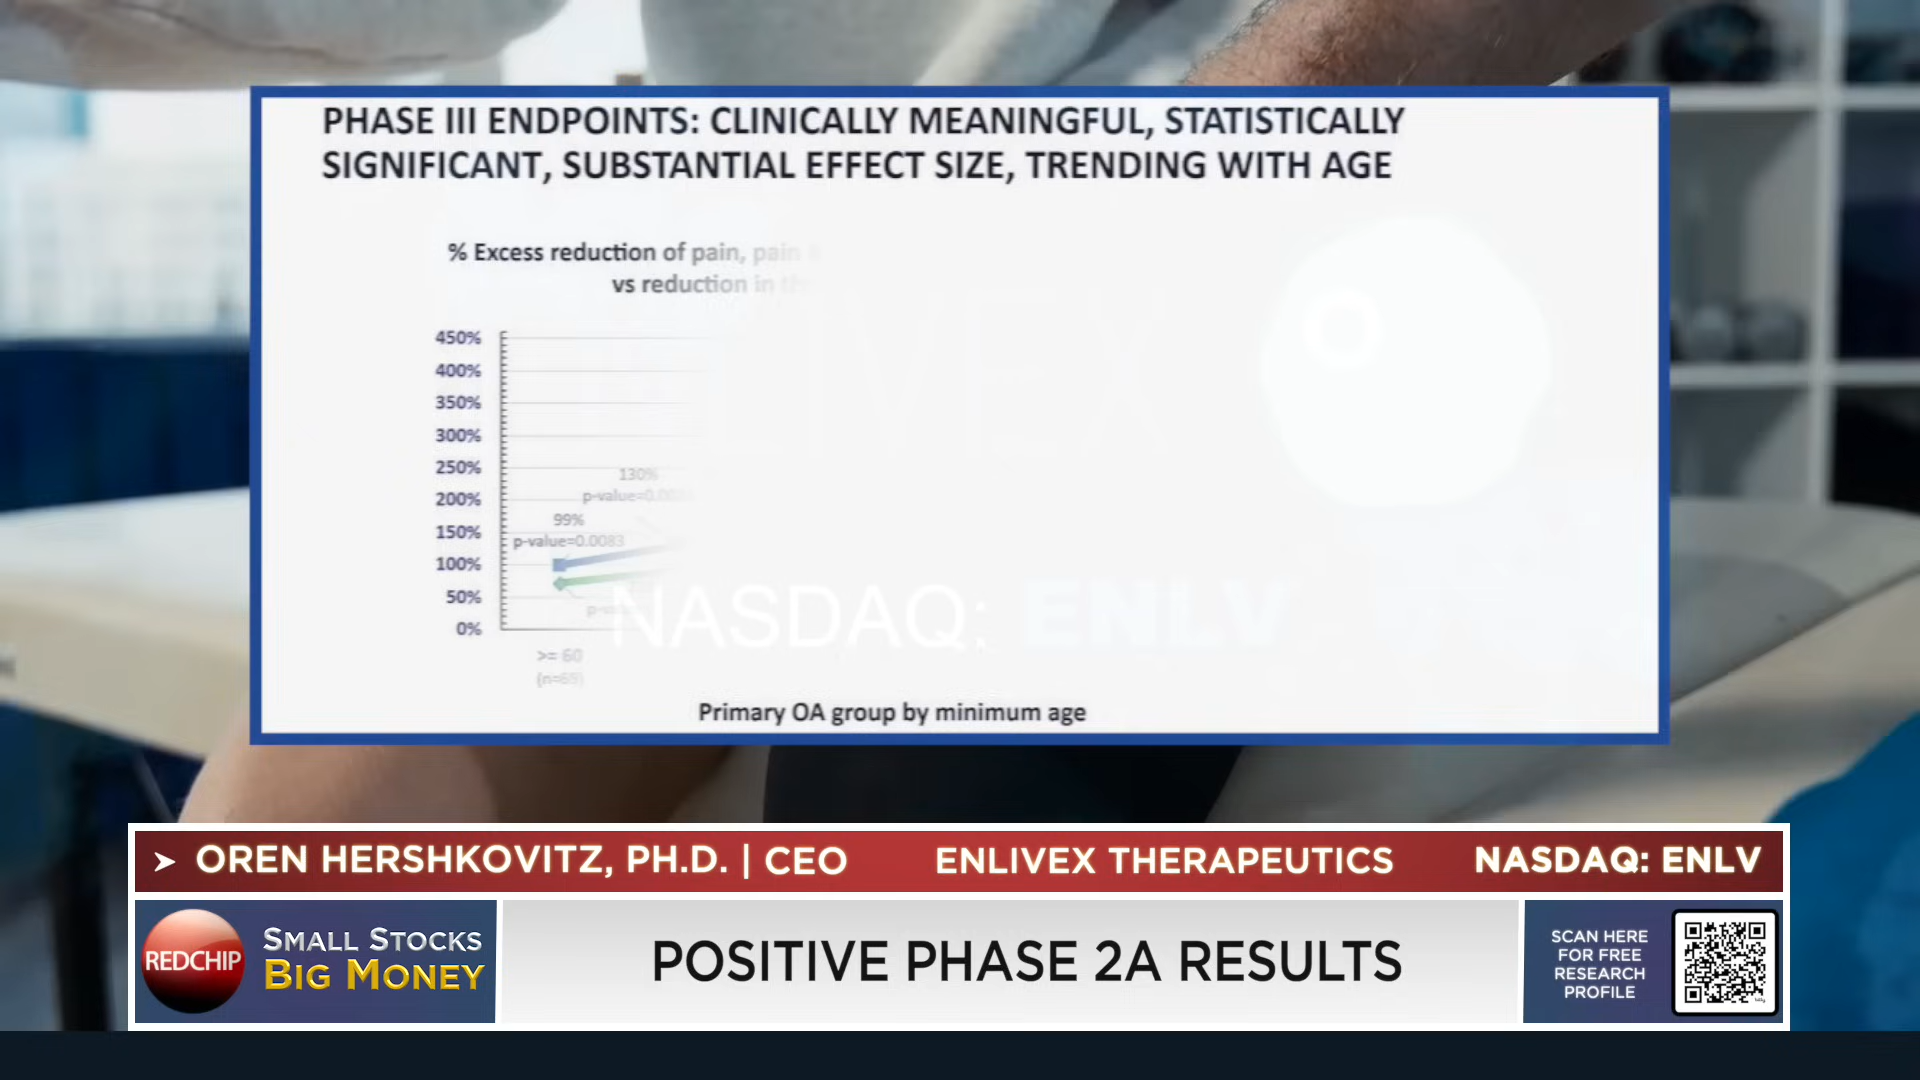 PHASE III ENDPOINTS: CLINICALLY MEANINGFUL, STATISTICALLY
SIGNIFICANT, SUBSTANTIAL EFFECT SIZE, TRENDING WITH AGE
% Excess reduction of pain, pain
vs reduction in
450%
400%
350%
300%
250%
200%
150%
100%
50%
0%
130%
99%
p-value=0.0083
>= 60
Primary OA group by minimum age
NASDAQ: ENLV
➤ OREN HERSHKOVITZ, PH.D. | CEO
ENLIVEX THERAPEUTICS
NASDAQ: ENLV
REDCHIP
SMALL STOCKS
BIG MONEY
POSITIVE PHASE 2A RESULTS
SCAN HERE
FOR FREE
RESEARCH
PROFILE